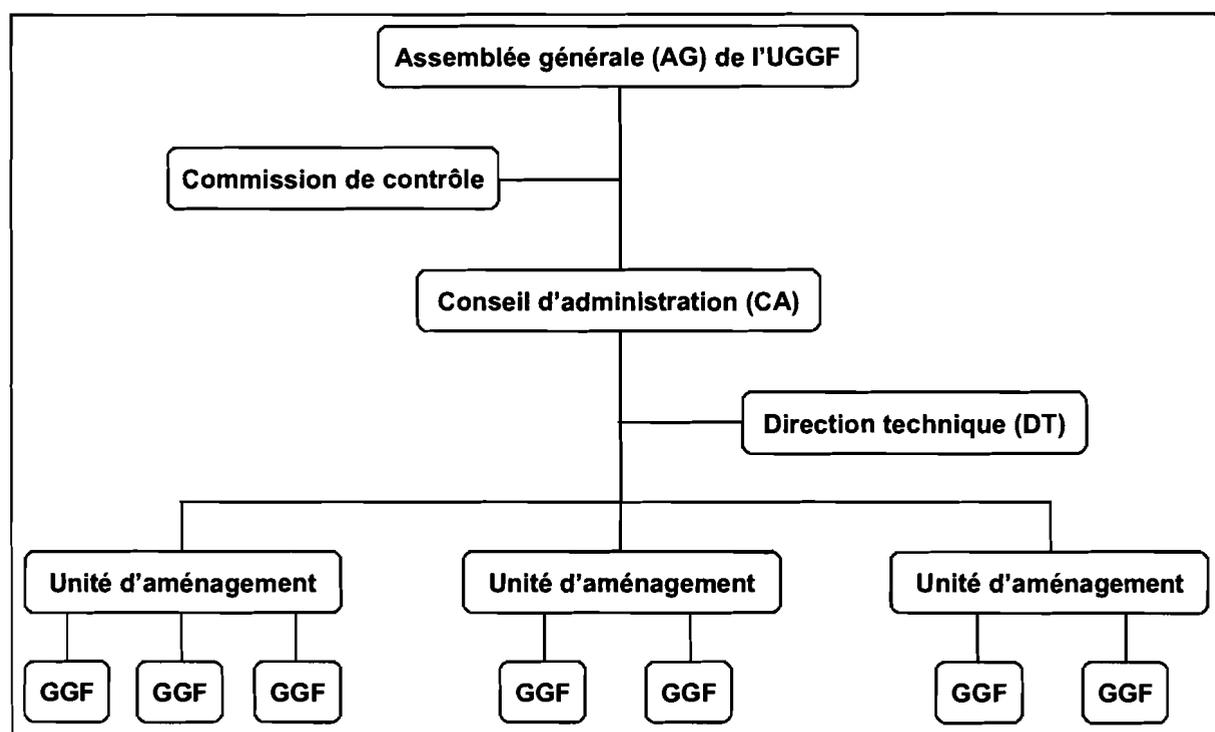 Assemblée générale (AG) de l'UGGF
Commission de contrôle
Conseil d'administration (CA)
Direction technique (DT)
Unité d'aménagement
Unité d'aménagement
Unité d'aménagement
GGF
GGF
GGF
GGF
GGF
GGF
GGF